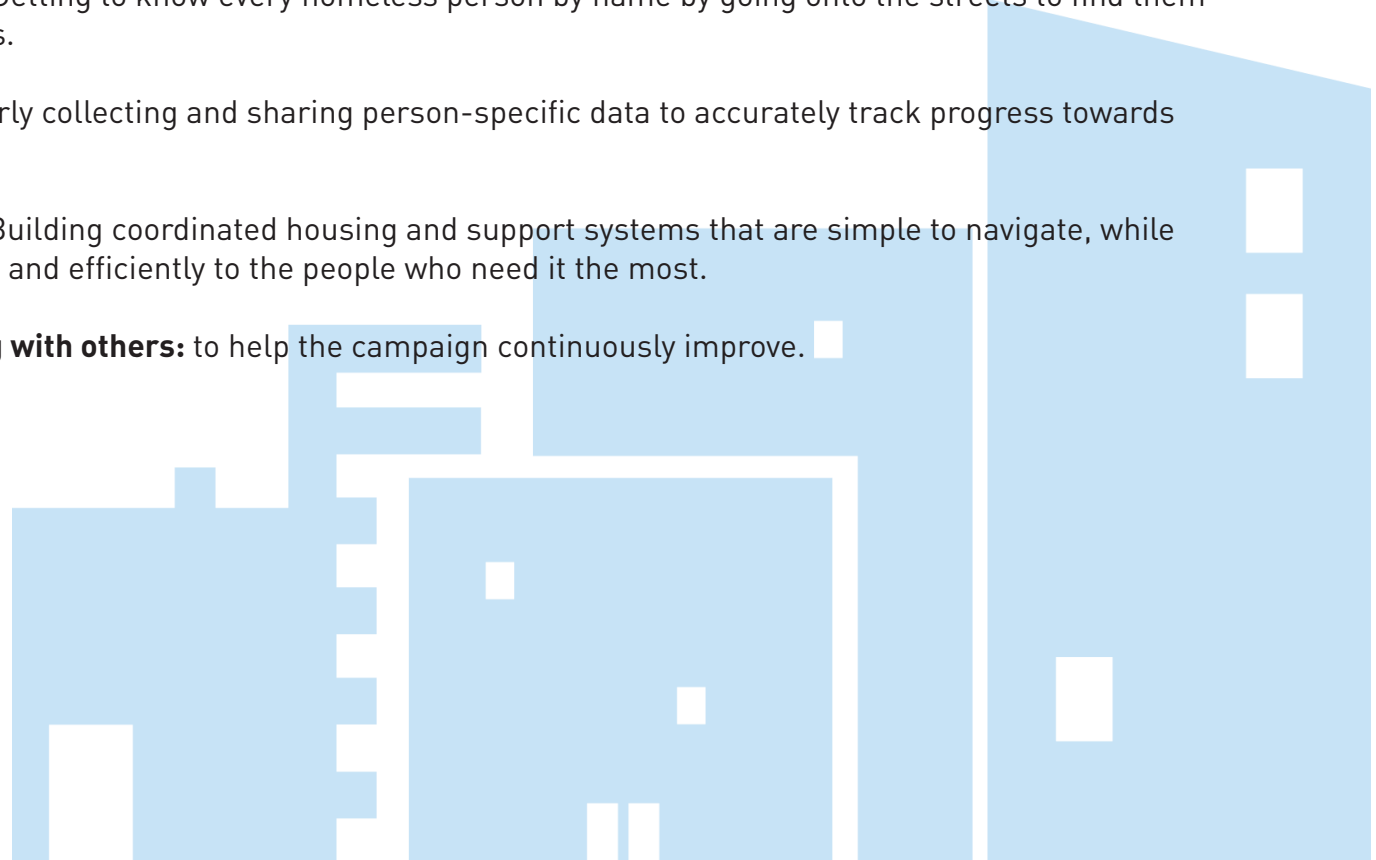 Getting to know every homeless person by name by going onto the streets to find them
s.
rly collecting and sharing person-specific data to accurately track progress towards
Building coordinated housing and support systems that are simple to navigate, while
and efficiently to the people who need it the most.
with others: to help the campaign continuously improve.